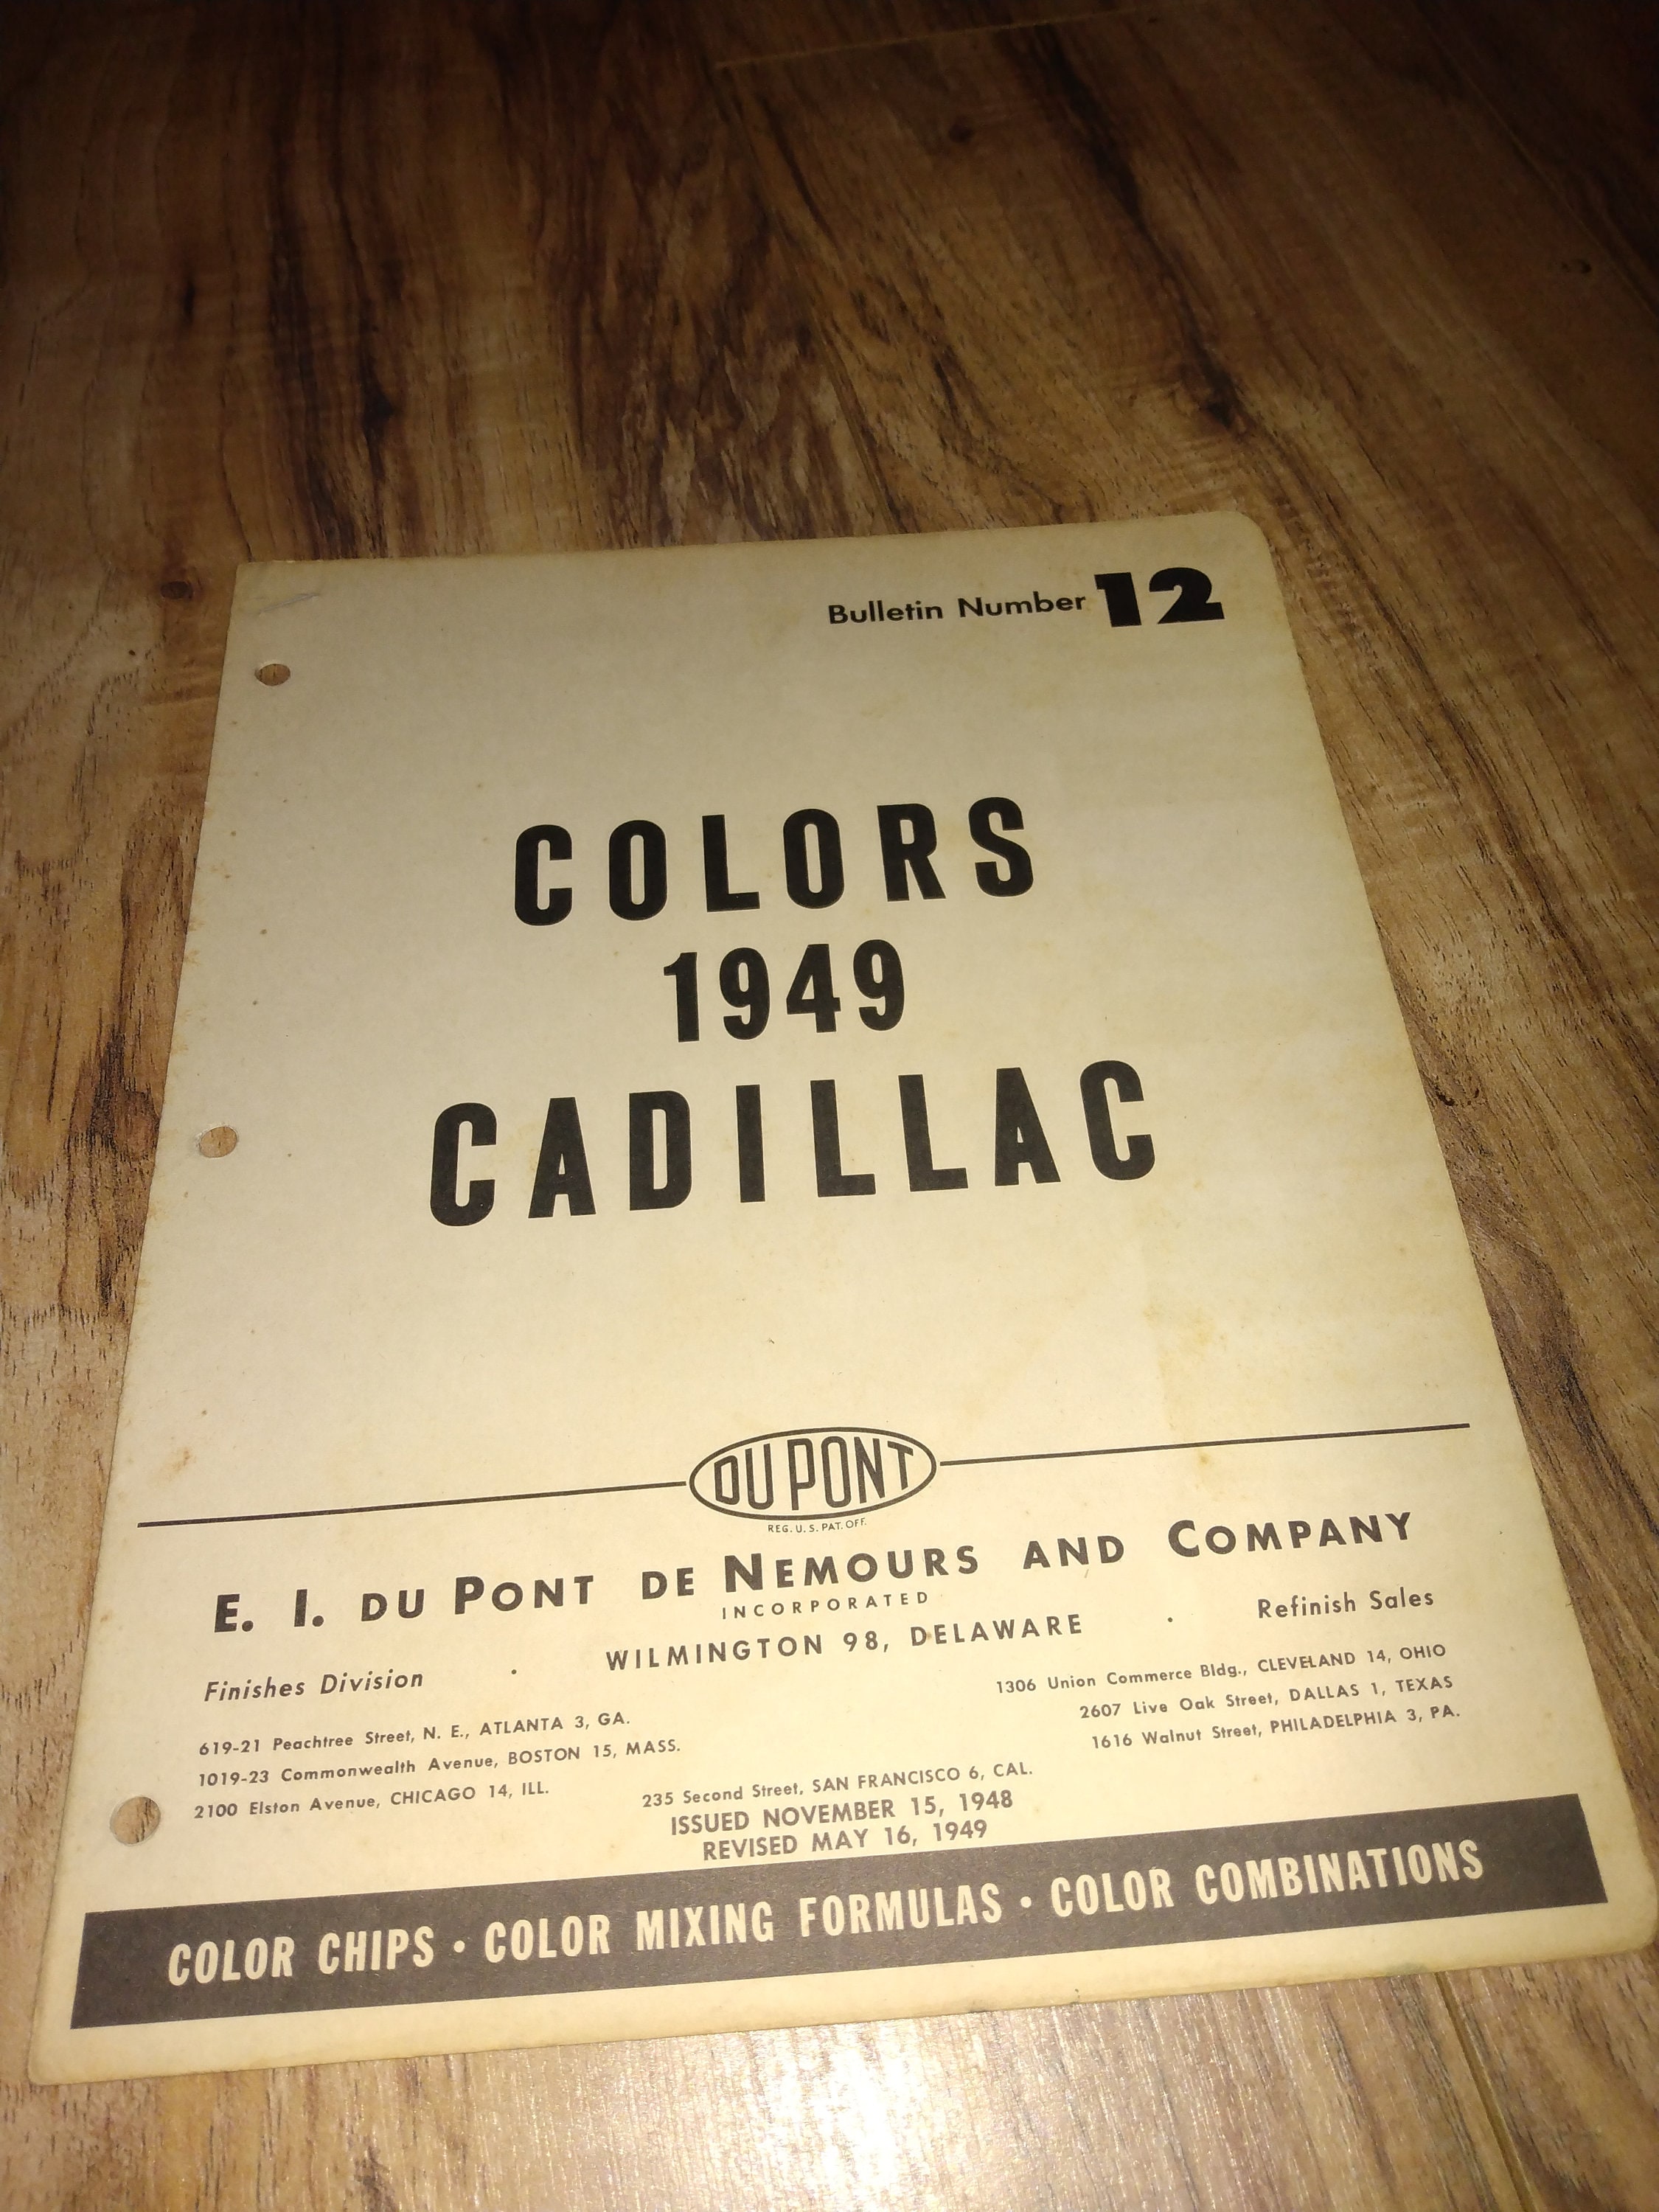 Bulletin Number 12
COLORS
1949
CADILLAC
DU PONT
REG. U. S. PAT. OFF.
E. I. DU PONT DE NEMOURS AND COMPANY
INCORPORATED
Finishes Division · WILMINGTON 98, DELAWARE · Refinish Sales
619-21 Peachtree Street, N. E., ATLANTA 3, GA.
1019-23 Commonwealth Avenue, BOSTON 15, MASS.
2100 Elston Avenue, CHICAGO 14, ILL.
1306 Union Commerce Bldg., CLEVELAND 14, OHIO
2607 Live Oak Street, DALLAS 1, TEXAS
1616 Walnut Street, PHILADELPHIA 3, PA.
235 Second Street, SAN FRANCISCO 6, CAL.
ISSUED NOVEMBER 15, 1948
REVISED MAY 16, 1949
COLOR CHIPS · COLOR MIXING FORMULAS · COLOR COMBINATIONS